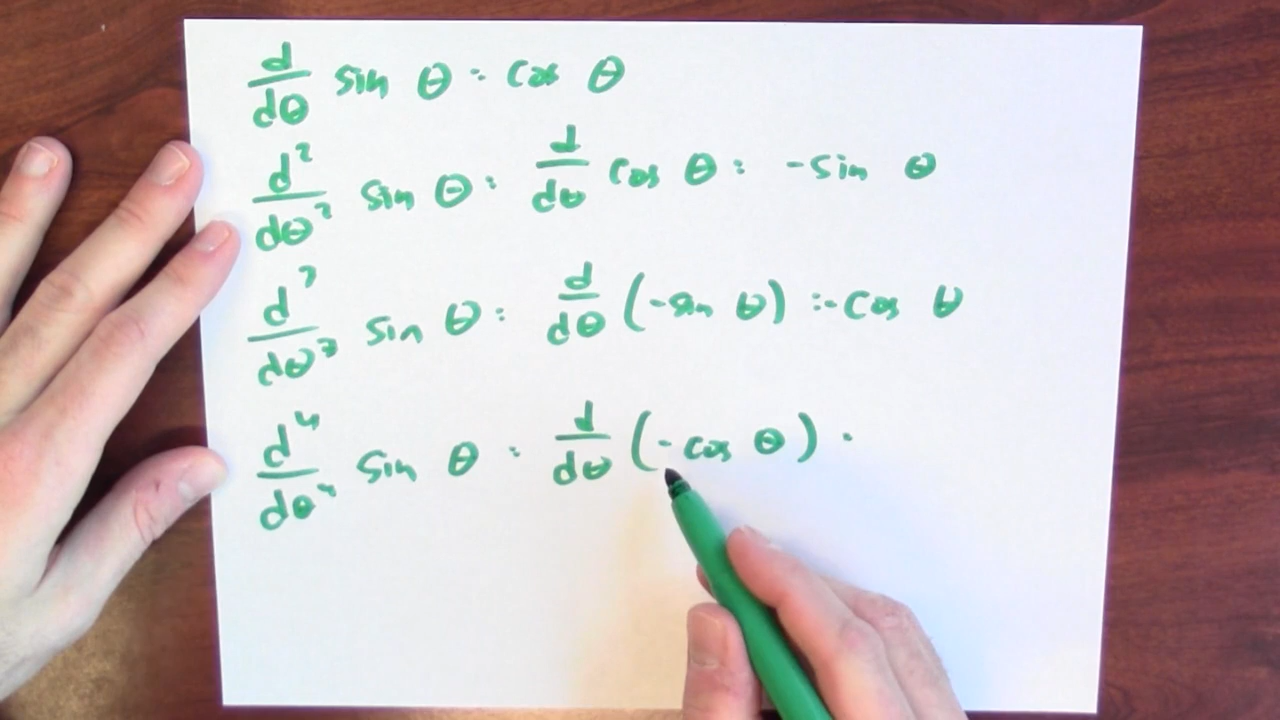 d/dθ sin θ = cos θ
d²/dθ² sin θ = d/dθ cos θ = -sin θ
d³/dθ³ sin θ = d/dθ (-sin θ) = -cos θ
d⁴/dθ⁴ sin θ = d/dθ (-cos θ) =